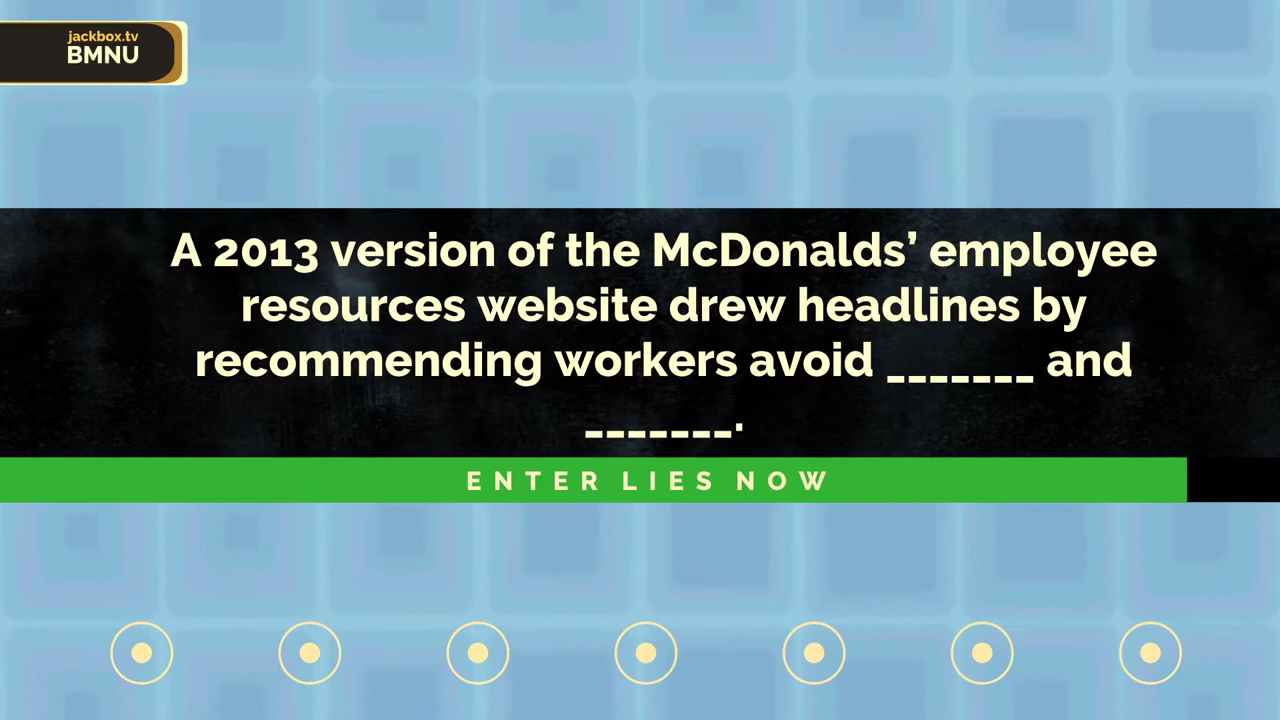 jackbox.tv
BMNU
A 2013 version of the McDonalds’ employee
resources website drew headlines by
recommending workers avoid _______ and
_______.
ENTER LIES NOW